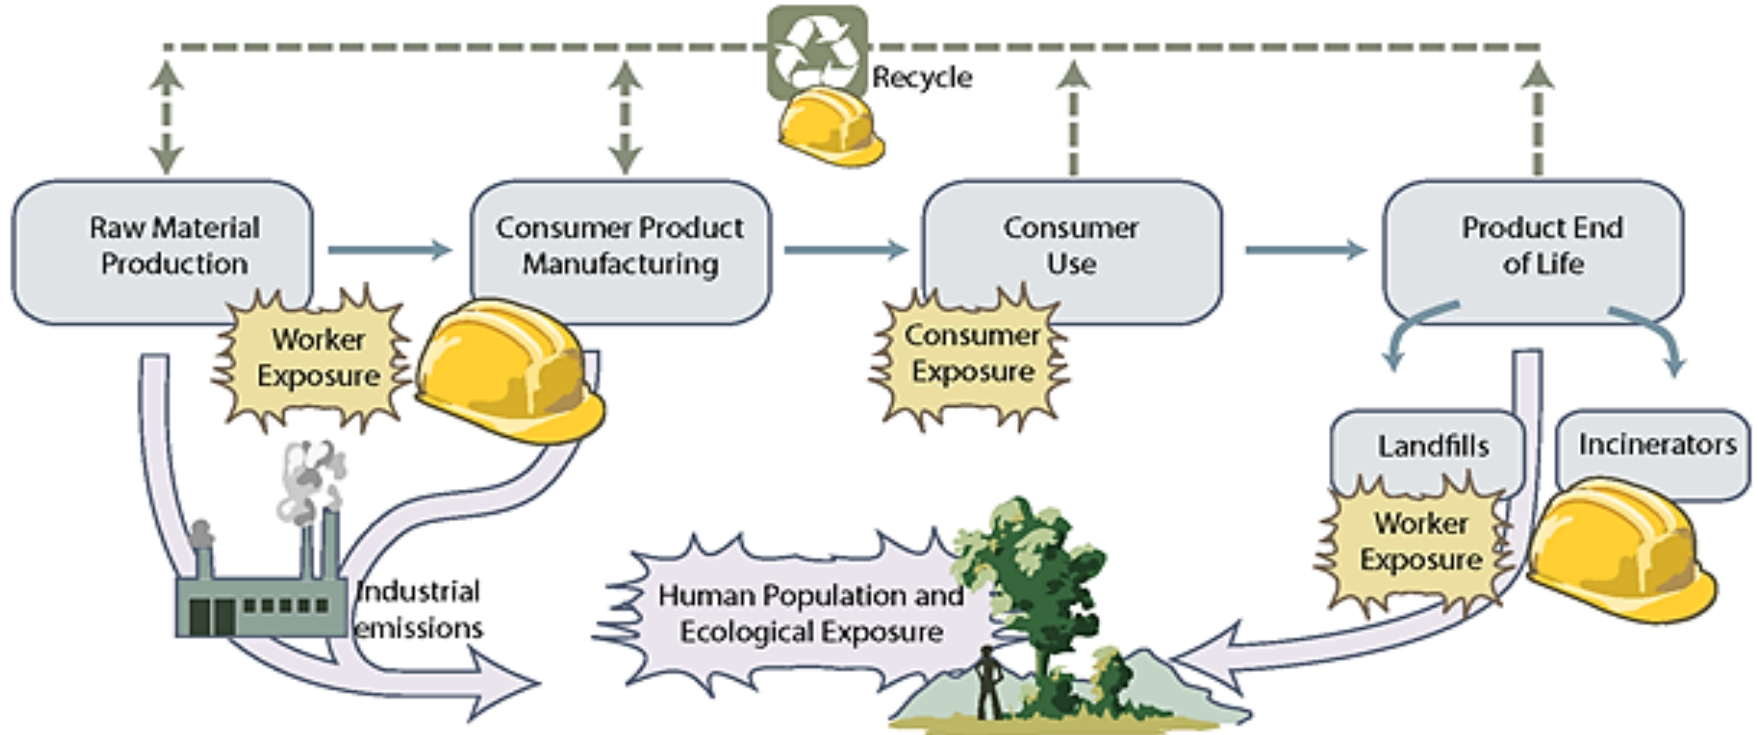 Recycle
Raw Material
Production
Consumer Product
Manufacturing
Consumer
Use
Product End
of Life
Worker
Exposure
Consumer
Exposure
Landfills
Incinerators
Worker
Exposure
Industrial
emissions
Human Population and
Ecological Exposure